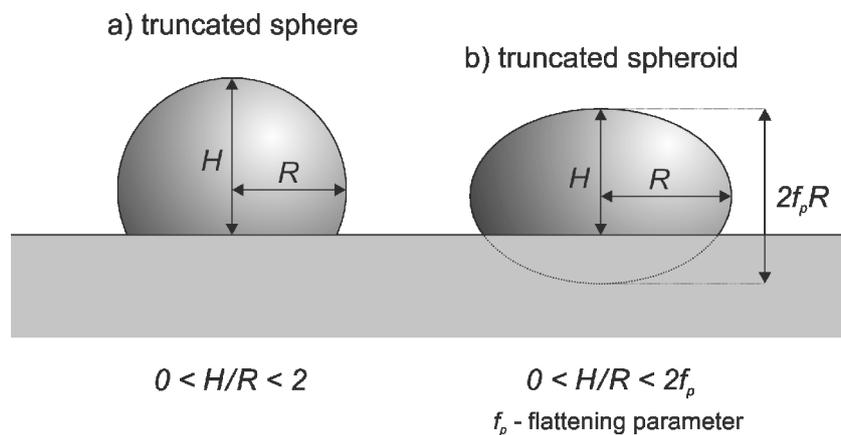 a) truncated sphere
H
R
0 < H/R < 2
b) truncated spheroid
H
R
2fₚR
0 < H/R < 2fₚ
fₚ - flattening parameter